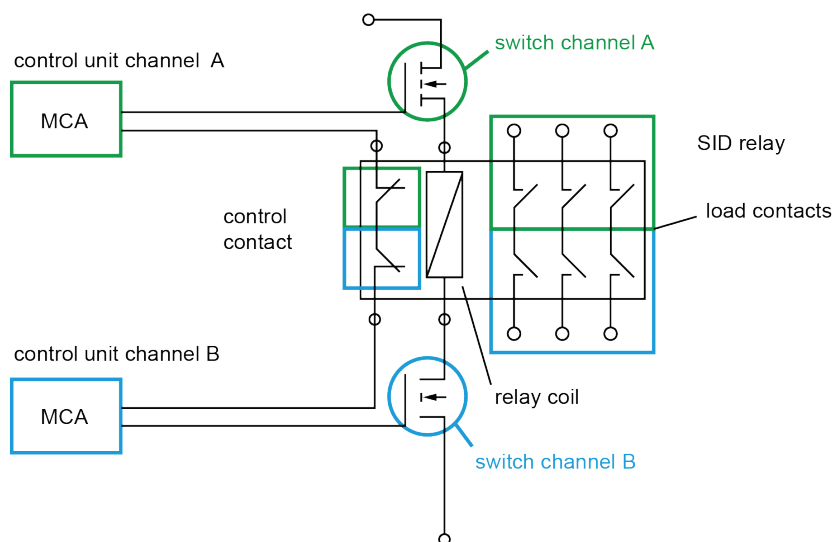 switch channel A
control unit channel A
MCA
SID relay
control
contact
load contacts
control unit channel B
MCA
relay coil
switch channel B